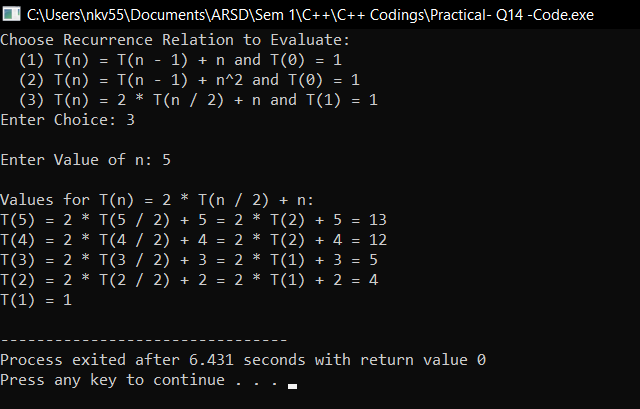 C:\Users\nkv55\Documents\ARSD\Sem 1\C++\C++ Codings\Practical- Q14 -Code.exe
Choose Recurrence Relation to Evaluate:
  (1) T(n) = T(n - 1) + n and T(0) = 1
  (2) T(n) = T(n - 1) + n^2 and T(0) = 1
  (3) T(n) = 2 * T(n / 2) + n and T(1) = 1
Enter Choice: 3

Enter Value of n: 5

Values for T(n) = 2 * T(n / 2) + n:
T(5) = 2 * T(5 / 2) + 5 = 2 * T(2) + 5 = 13
T(4) = 2 * T(4 / 2) + 4 = 2 * T(2) + 4 = 12
T(3) = 2 * T(3 / 2) + 3 = 2 * T(1) + 3 = 5
T(2) = 2 * T(2 / 2) + 2 = 2 * T(1) + 2 = 4
T(1) = 1

--------------------------------
Process exited after 6.431 seconds with return value 0
Press any key to continue . . .